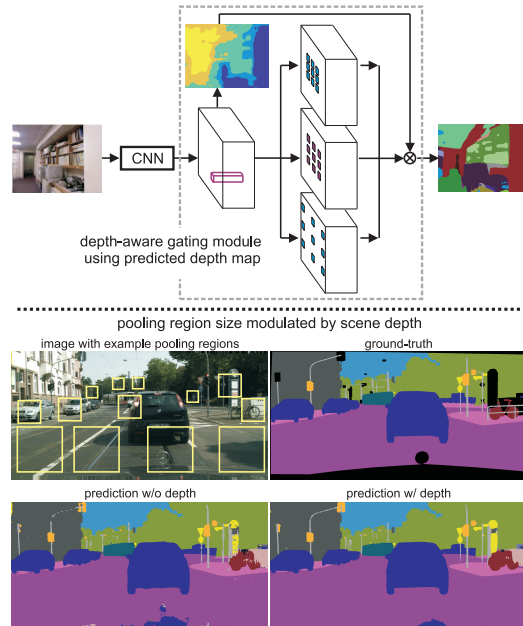 CNN
depth-aware gating module
using predicted depth map
pooling region size modulated by scene depth
image with example pooling regions
ground-truth
prediction w/o depth
prediction w/ depth